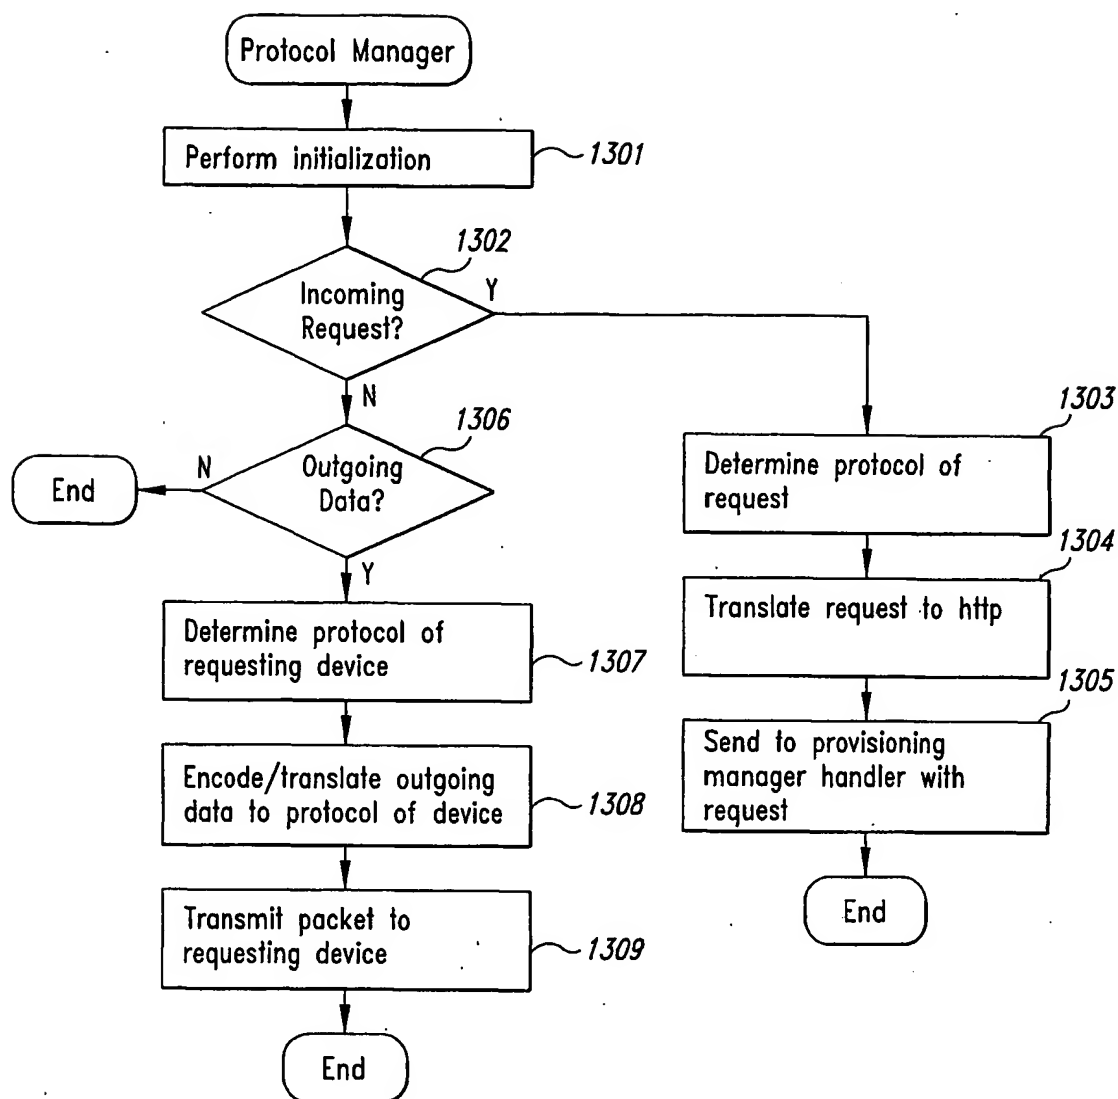 Protocol Manager
Perform initialization
1301
1302
Incoming
Request?
Y
N
1303
Determine protocol of
request
1304
Translate request to http
1305
Send to provisioning
manager handler with
request
End
1306
Outgoing
Data?
N
End
Y
Determine protocol of
requesting device
1307
Encode/translate outgoing
data to protocol of device
1308
Transmit packet to
requesting device
1309
End